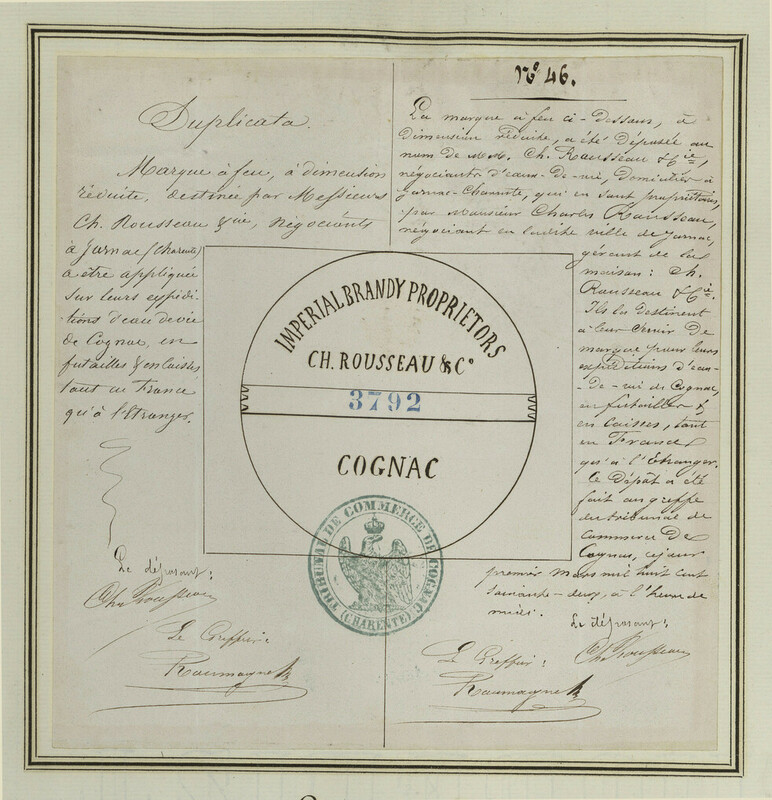 Duplicata.
Marque à feu, à dimension
réduite, destinée par Messieurs
Ch. Rousseau & Cie, négociants
à Jarnac (Charente)
à être appliquée
sur leurs expédi-
tions d'eau de vie
de Cognac, en
futailles & en caisses
tant en France
qu'à l'étranger.
Le déposant:
Ch Rousseau
Le Greffier:
Roumagne
IMPERIAL BRANDY PROPRIETORS
CH. ROUSSEAU & Co
3792
COGNAC
TRIBUNAL DE COMMERCE DE COGNAC
(CHARENTE)
No 46.
La marque à feu ci-dessous, à
dimension réduite, a été déposée au
nom de MM. Ch. Rousseau & Cie,
négociants d'eaux-de-vie, domiciliés à
Jarnac-Charente, qui en sont propriétaires,
par Monsieur Charles Rousseau,
négociant en ladite ville de Jarnac,
gérant de la
maison: Ch.
Rousseau & Cie.
Ils la destinent
à leur servir de
marque pour leurs
expéditions d'eau-
-de-vie de Cognac,
en futailles &
en caisses, tant
en France
qu'à l'Etranger.
Ce Dépôt a été
fait au greffe
du tribunal de
Commerce de
Cognac, ce jour
premier Mars mil huit cent
soixante-deux, à l'heure de
midi.
Le déposant:
Ch Rousseau
Le Greffier:
Roumagne